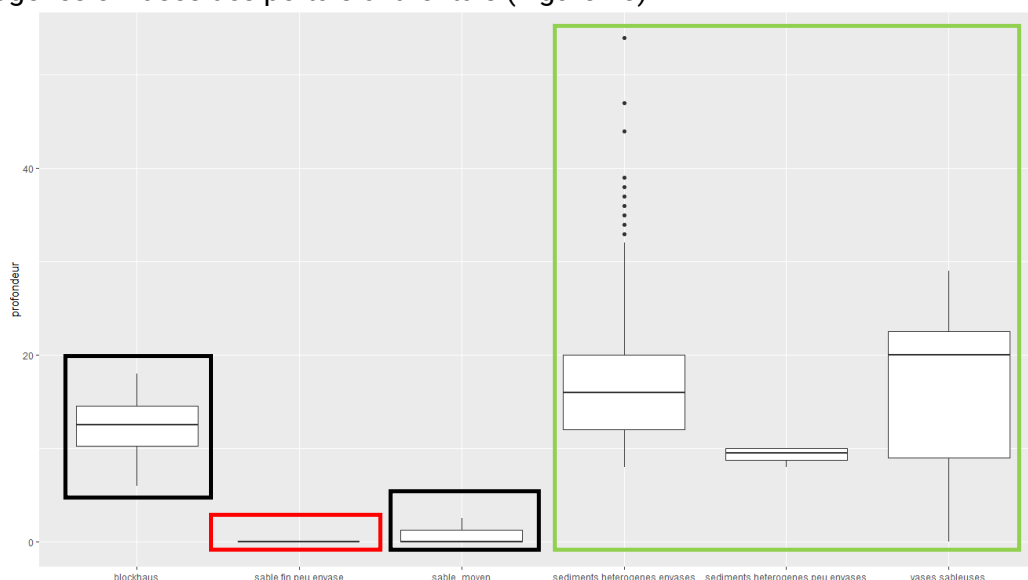 40
20
0
profondeur
blockhaus
sable fin peu envase
sable_moyen
sediments heterogenes envases
sediments heterogenes peu envases
vases sableuses